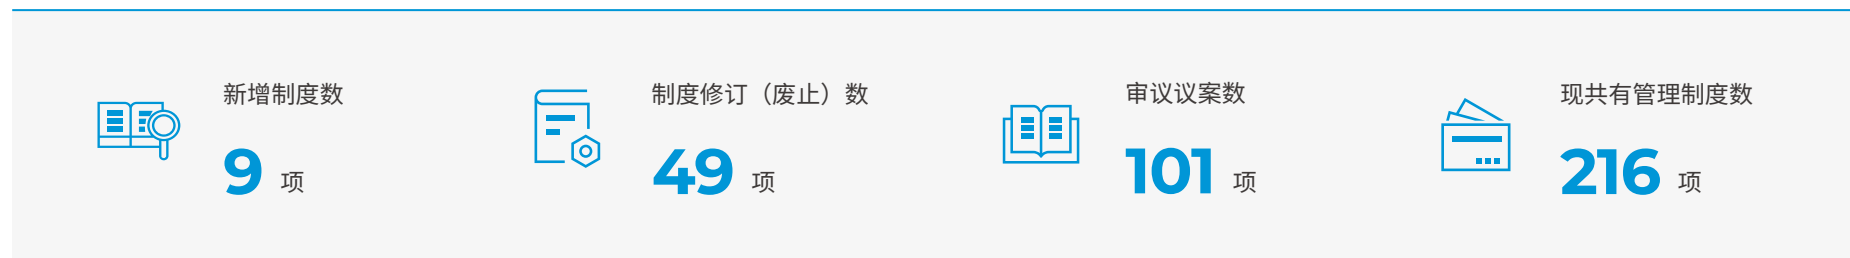 新增制度数
9 项
制度修订（废止）数
49 项
审议议案数
101 项
现共有管理制度数
216 项